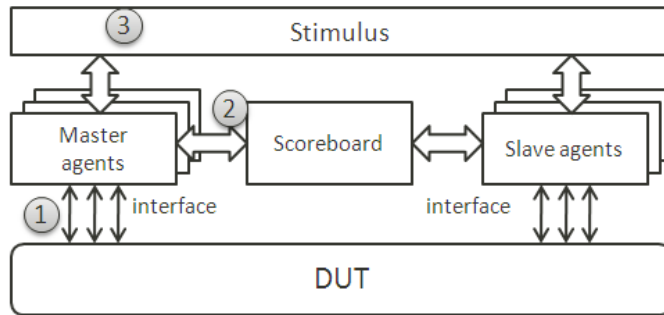 3
Stimulus
2
Master
agents
Scoreboard
Slave agents
1
interface
interface
DUT